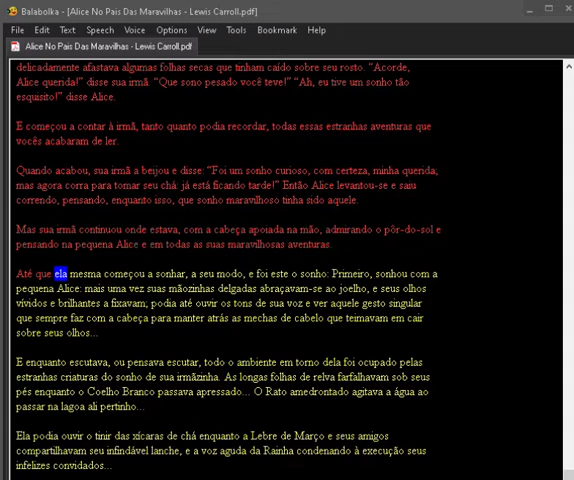 Balabolka - [Alice No Pais Das Maravilhas - Lewis Carroll.pdf]
File Edit Text Speech Voice Options View Tools Bookmark Help
Alice No Pais Das Maravilhas - Lewis Carroll.pdf
delicadamente afastava algumas folhas secas que tinham caído sobre seu rosto. “Acorde,
Alice querida!” disse sua irmã. “Que sono pesado você teve!” “Ah, eu tive um sonho tão
esquisito!” disse Alice.
E começou a contar à irmã, tanto quanto podia recordar, todas essas estranhas aventuras que
vocês acabaram de ler.
Quando acabou, sua irmã a beijou e disse: “Foi um sonho curioso, com certeza, minha querida;
mas agora corra para tomar seu chá: já está ficando tarde!” Então Alice levantou-se e saiu
correndo, pensando, enquanto isso, que sonho maravilhoso tinha sido aquele.
Mas sua irmã continuou onde estava, com a cabeça apoiada na mão, admirando o pôr-do-sol e
pensando na pequena Alice e em todas as suas maravilhosas aventuras.
Até que ela mesma começou a sonhar, a seu modo, e foi este o sonho: Primeiro, sonhou com a
pequena Alice: mais uma vez suas mãozinhas delgadas abraçavam-se ao joelho, e seus olhos
vívidos e brilhantes a fixavam; podia até ouvir os tons de sua voz e ver aquele gesto singular
que sempre faz com a cabeça para manter atrás as mechas de cabelo que teimavam em cair
sobre seus olhos...
E enquanto escutava, ou pensava escutar, todo o ambiente em torno dela foi ocupado pelas
estranhas criaturas do sonho de sua irmãzinha. As longas folhas de relva farfalhavam sob seus
pés enquanto o Coelho Branco passava apressado... O Rato amedrontado agitava a água ao
passar na lagoa ali pertinho...
Ela podia ouvir o tinir das xícaras de chá enquanto a Lebre de Março e seus amigos
compartilhavam seu infindável lanche, e a voz aguda da Rainha condenando à execução seus
infelizes convidados...